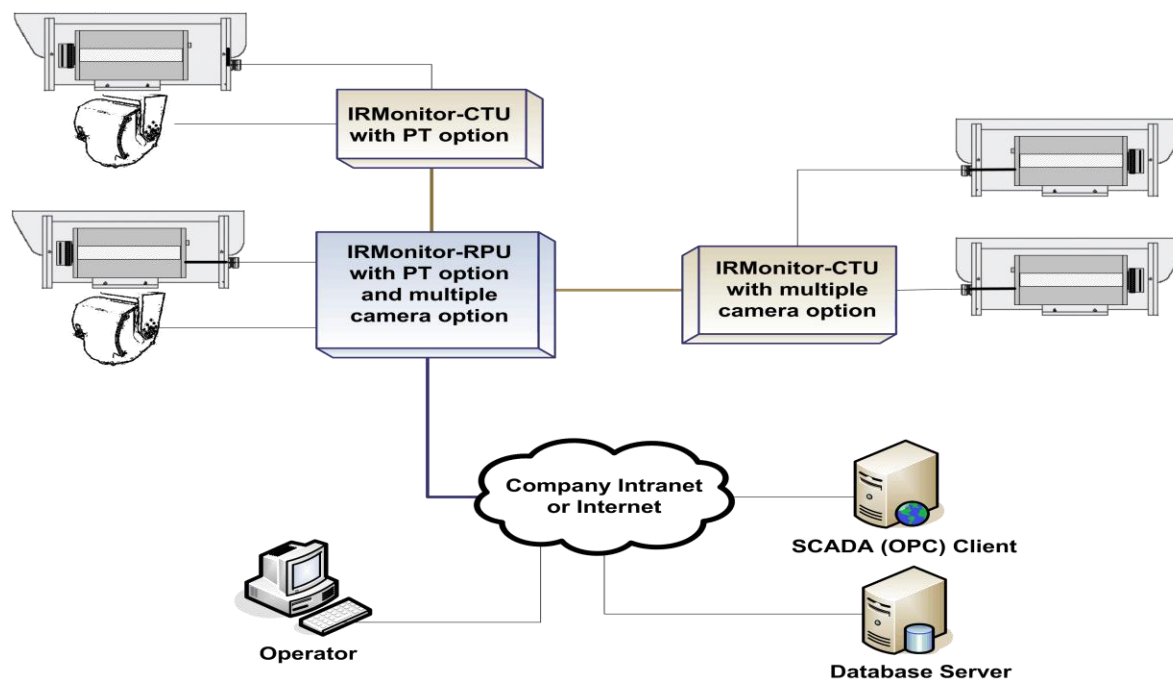 IRMonitor-CTU
with PT option
IRMonitor-RPU
with PT option
and multiple
camera option
IRMonitor-CTU
with multiple
camera option
Company Intranet
or Internet
SCADA (OPC) Client
Operator
Database Server